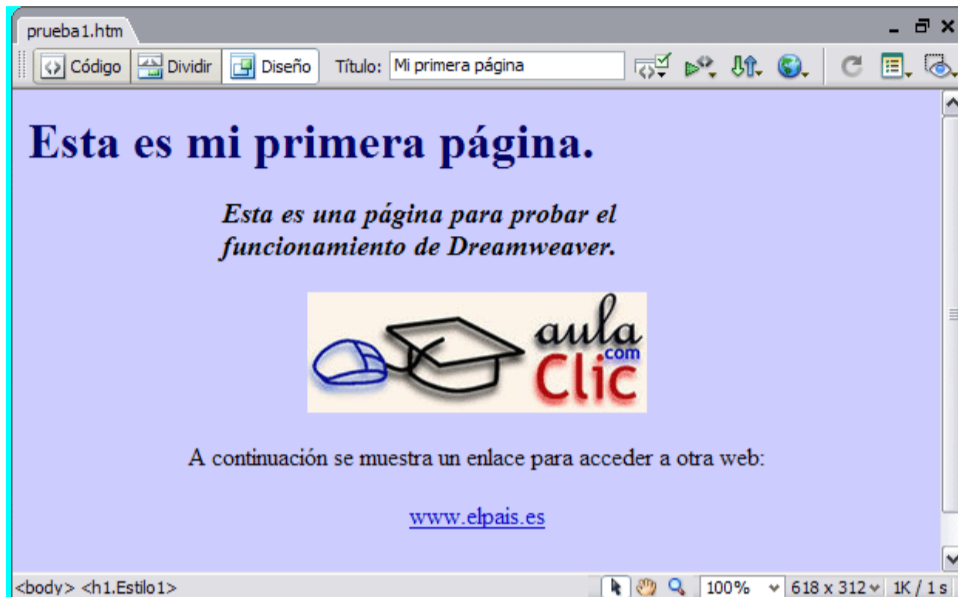 prueba1.htm
Código Dividir Diseño Título: Mi primera página
Esta es mi primera página.
Esta es una página para probar el
funcionamiento de Dreamweaver.
aula
com
Clic
A continuación se muestra un enlace para acceder a otra web:
www.elpais.es
<body> <h1.Estilo1> 100% 618 x 312 1K / 1 s